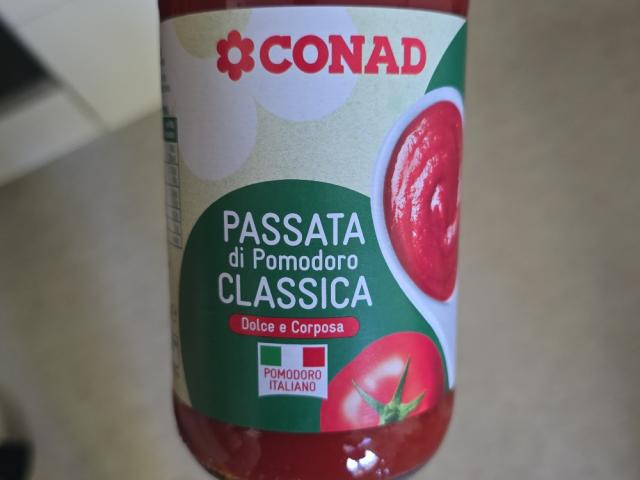 CONAD
PASSATA
di Pomodoro
CLASSICA
Dolce e Corposa
POMODORO
ITALIANO